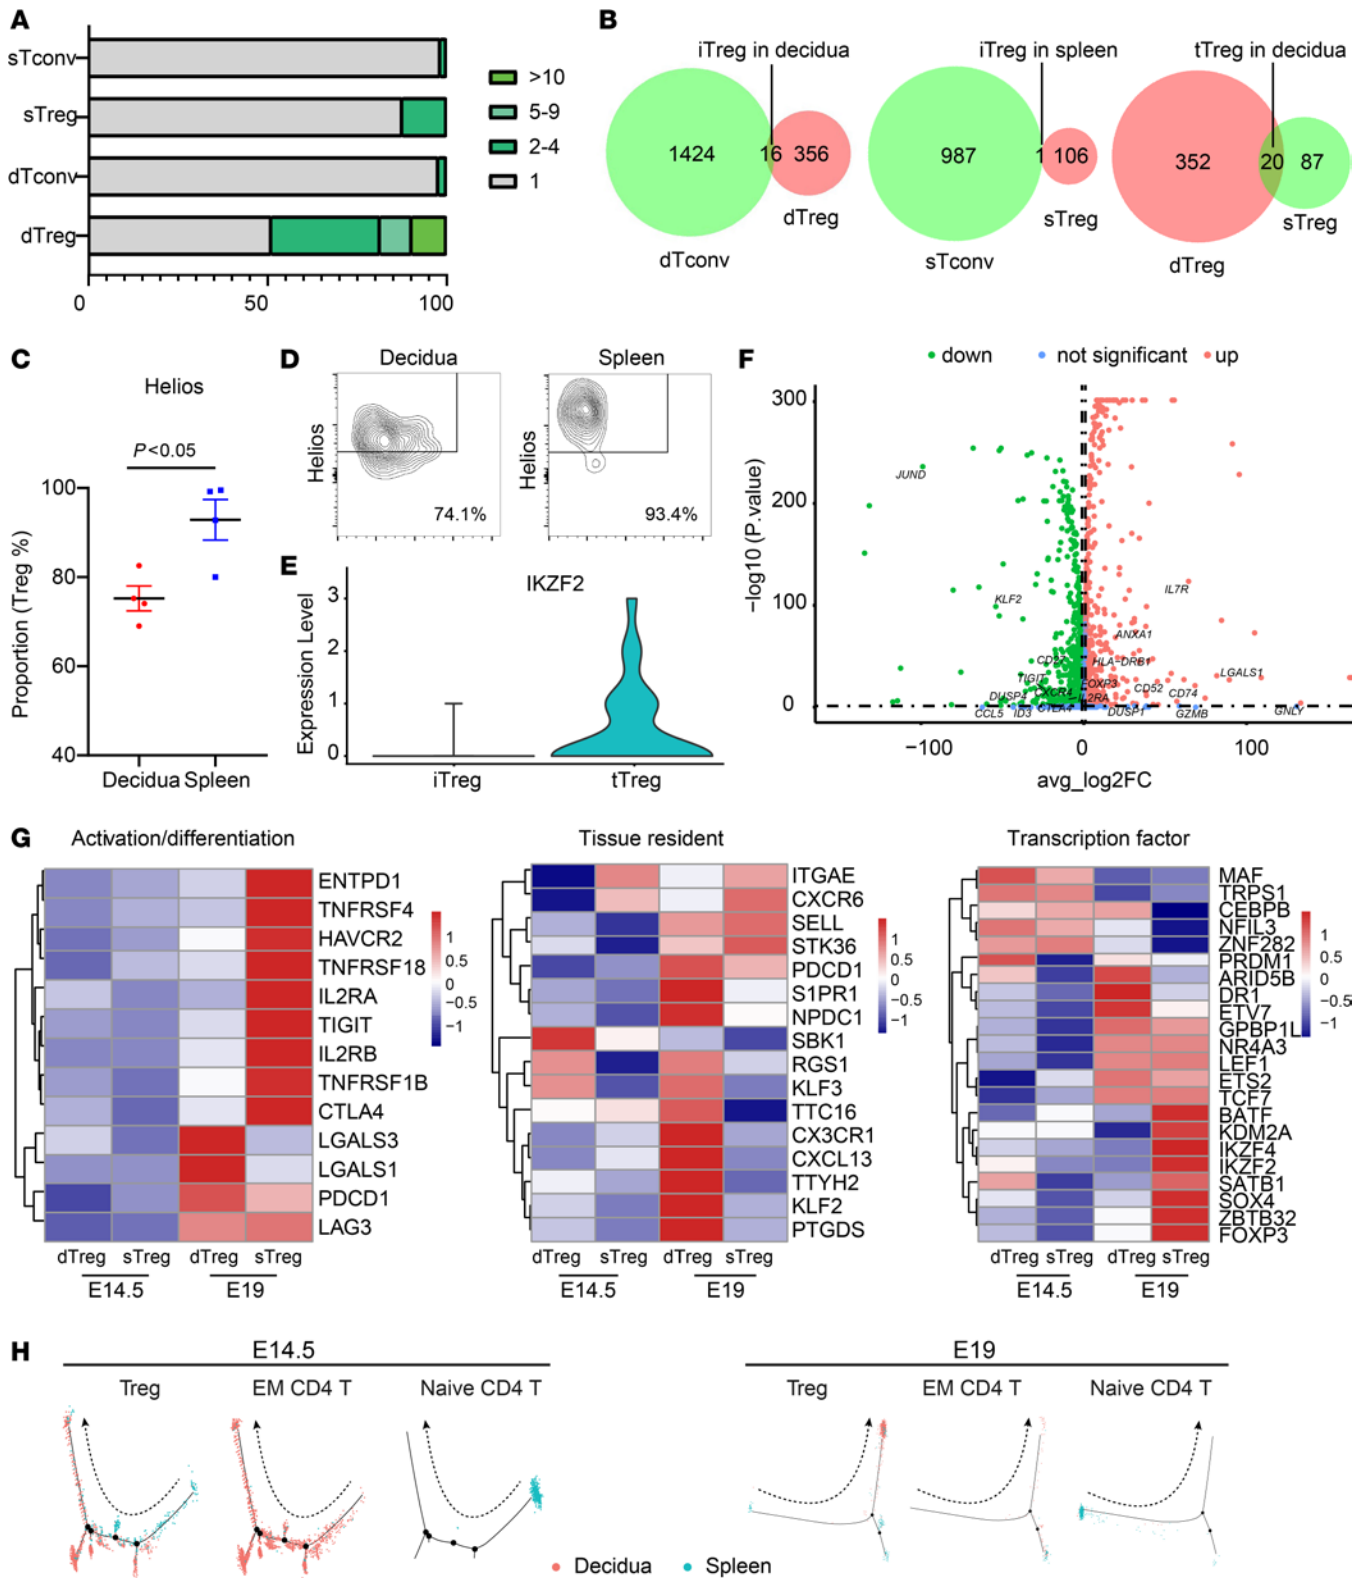 A
sTconv
sTreg
dTconv
dTreg
0
50
100
>10
5-9
2-4
1
B
iTreg in decidua
iTreg in spleen
tTreg in decidua
1424
16
356
987
1
106
352
20
87
dTreg
sTreg
sTreg
dTconv
sTconv
dTreg
C
Helios
P<0.05
Proportion (Treg %)
100
80
60
40
Decidua Spleen
D
Decidua
Spleen
Helios
74.1%
Helios
93.4%
E
IKZF2
Expression Level
3
2
1
0
iTreg
tTreg
F
down
not significant
up
−log10 (P.value)
300
200
100
0
JUND
KLF2
IL7R
ANXA1
CD27
HLA−DRB1
LGALS1
TIGIT
FOXP3
CD52
CD74
DUSP4
CXCR4
IL2RA
CCL5
ID3
CTLA4
DUSP1
GZMB
GNLY
−100
0
100
avg_log2FC
G
Activation/differentiation
ENTPD1
TNFRSF4
HAVCR2
TNFRSF18
IL2RA
TIGIT
IL2RB
TNFRSF1B
CTLA4
LGALS3
LGALS1
PDCD1
LAG3
1
0.5
0
−0.5
−1
dTreg sTreg dTreg sTreg
E14.5
E19
Tissue resident
ITGAE
CXCR6
SELL
STK36
PDCD1
S1PR1
NPDC1
SBK1
RGS1
KLF3
TTC16
CX3CR1
CXCL13
TTYH2
KLF2
PTGDS
1
0.5
0
−0.5
−1
dTreg sTreg dTreg sTreg
E14.5
E19
Transcription factor
MAF
TRPS1
CEBPB
NFIL3
ZNF282
PRDM1
ARID5B
DR1
ETV7
GPBP1L
NR4A3
LEF1
ETS2
TCF7
BATF
KDM2A
IKZF4
IKZF2
SATB1
SOX4
ZBTB32
FOXP3
1
0.5
0
−0.5
−1
dTreg sTreg dTreg sTreg
E14.5
E19
H
E14.5
Treg
EM CD4 T
Naive CD4 T
E19
Treg
EM CD4 T
Naive CD4 T
Decidua
Spleen